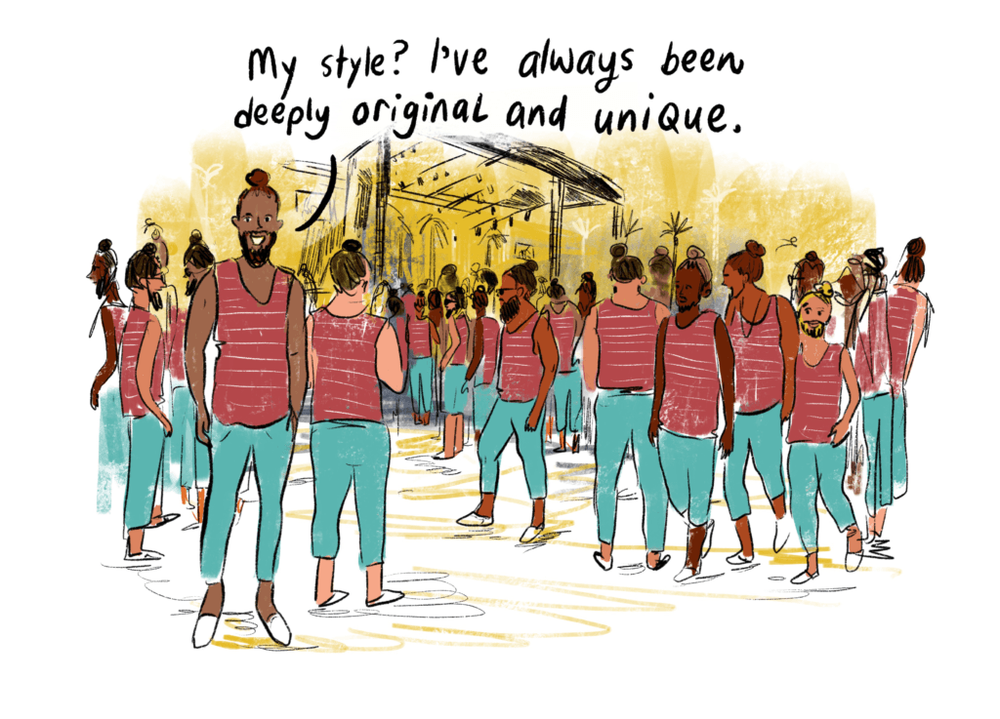 My style? I've always been
deeply original and unique.